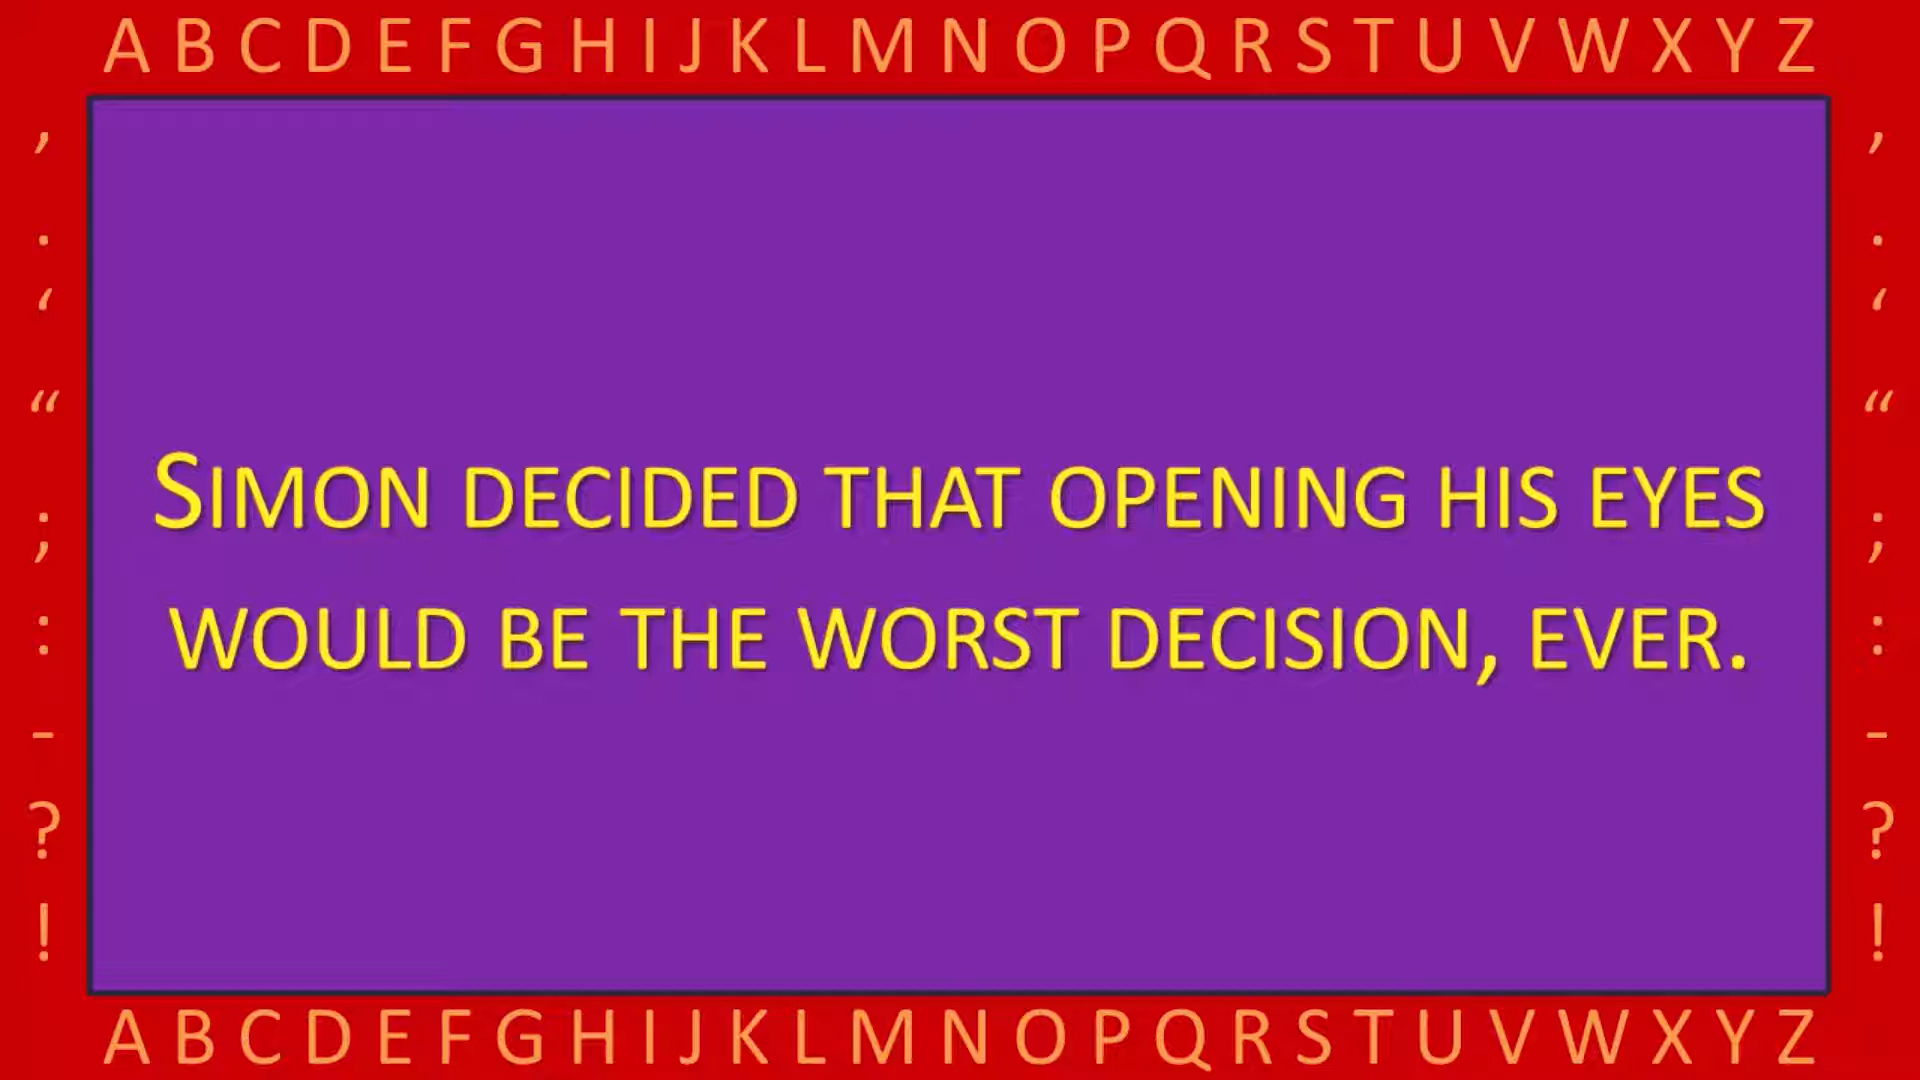 A B C D E F G H I J K L M N O P Q R S T U V W X Y Z
, ,
. .
‘ ‘
“ “
SIMON DECIDED THAT OPENING HIS EYES
; ;
WOULD BE THE WORST DECISION, EVER.
: :
- -
? ?
! !
A B C D E F G H I J K L M N O P Q R S T U V W X Y Z